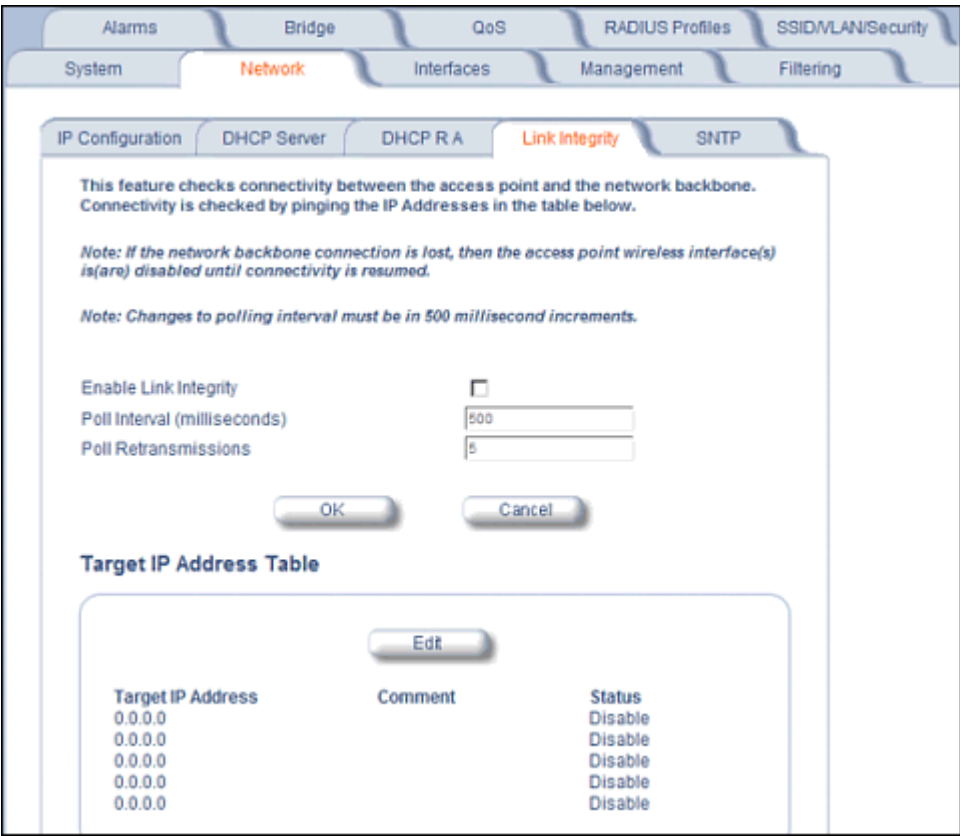 Alarms Bridge QoS RADIUS Profiles SSID/VLAN/Security
System Network Interfaces Management Filtering
IP Configuration DHCP Server DHCP R A Link Integrity SNTP
This feature checks connectivity between the access point and the network backbone.
Connectivity is checked by pinging the IP Addresses in the table below.
Note: If the network backbone connection is lost, then the access point wireless interface(s)
is(are) disabled until connectivity is resumed.
Note: Changes to polling interval must be in 500 millisecond increments.
Enable Link Integrity
Poll Interval (milliseconds) 500
Poll Retransmissions 5
OK Cancel
Target IP Address Table
Edit
Target IP Address Comment Status
0.0.0.0 Disable
0.0.0.0 Disable
0.0.0.0 Disable
0.0.0.0 Disable
0.0.0.0 Disable